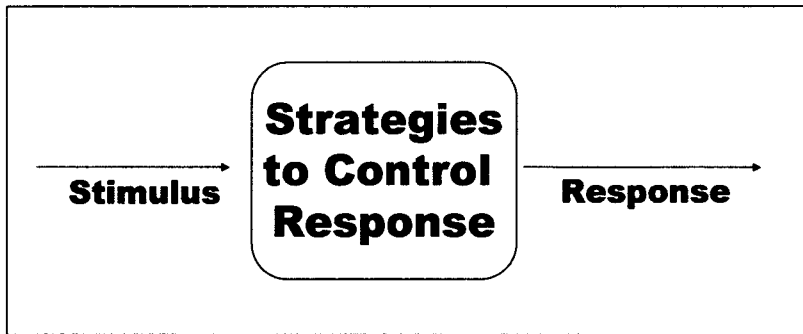 Strategies
to Control
Response
Stimulus
Response